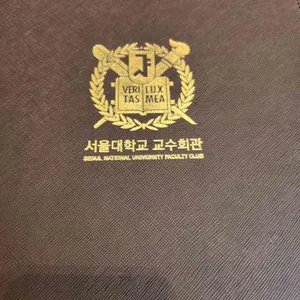 VERI LUX
TAS MEA
서울대학교 교수회관
SEOUL NATIONAL UNIVERSITY FACULTY CLUB